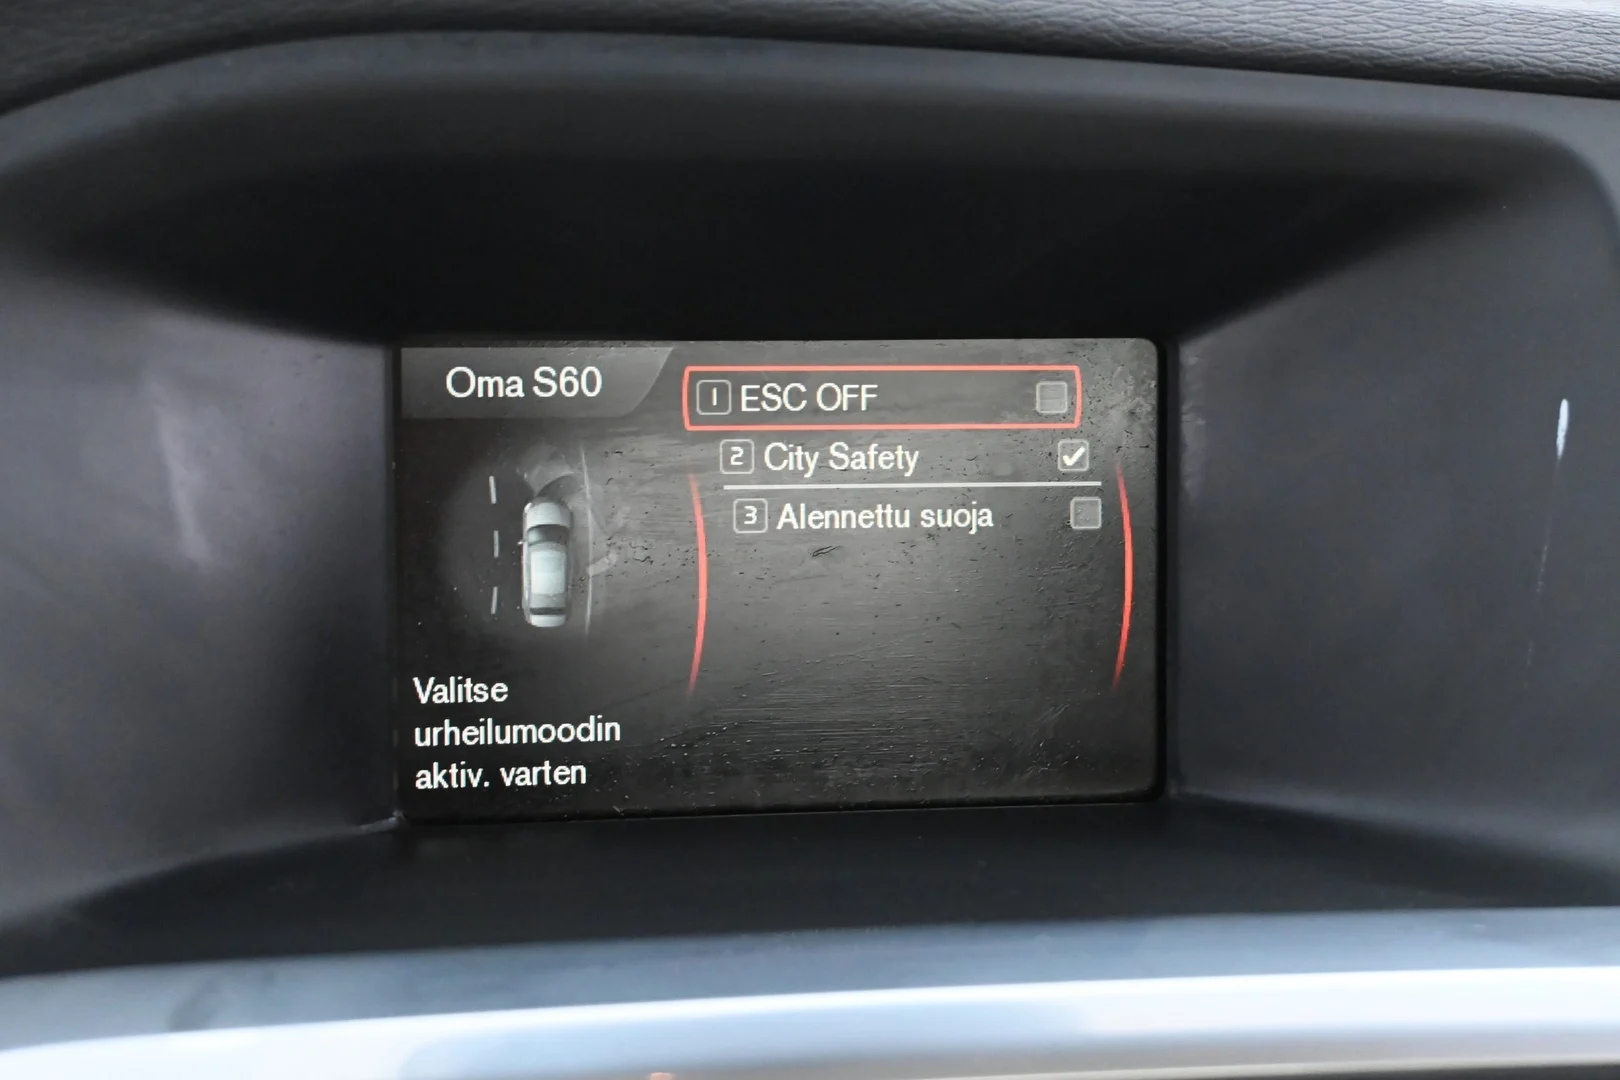 Oma S60
1 ESC OFF
2 City Safety
3 Alennettu suoja
Valitse
urheilumoodin
aktiv. varten